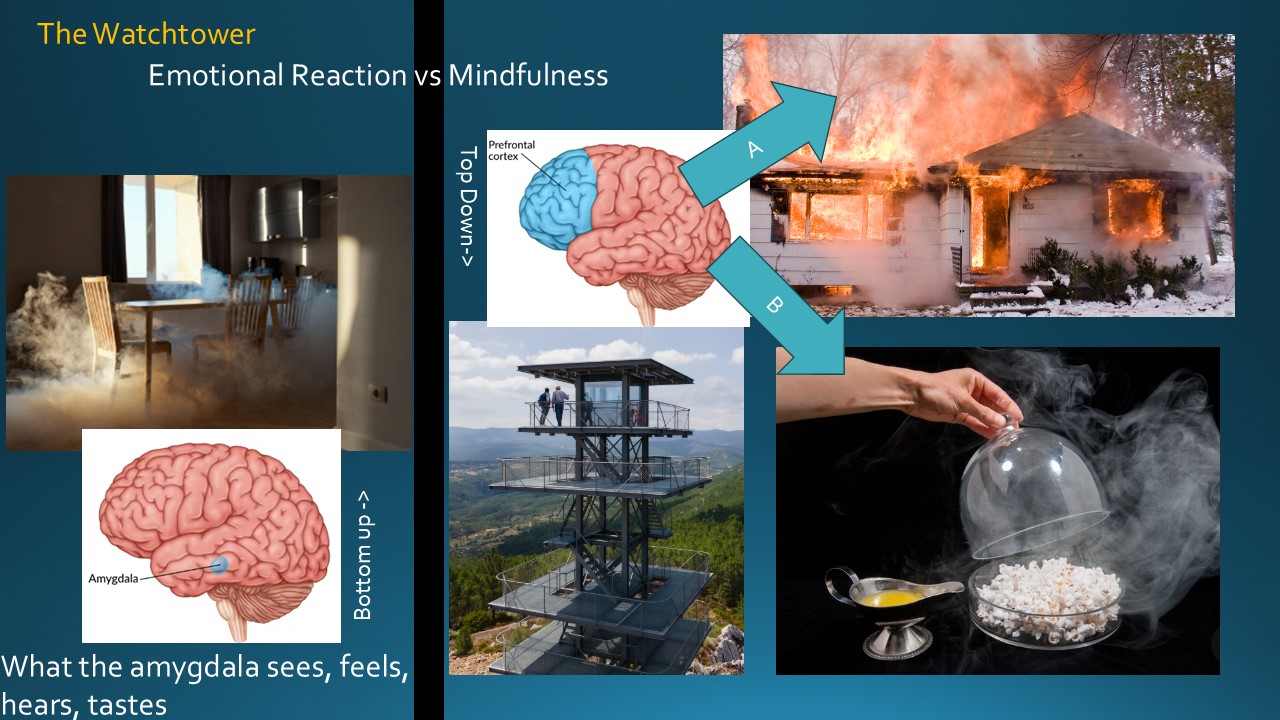 The Watchtower
Emotional Reaction vs Mindfulness
Bottom up ->
Amygdala
What the amygdala sees, feels,
hears, tastes
Top Down->
Prefrontal
cortex
A
B